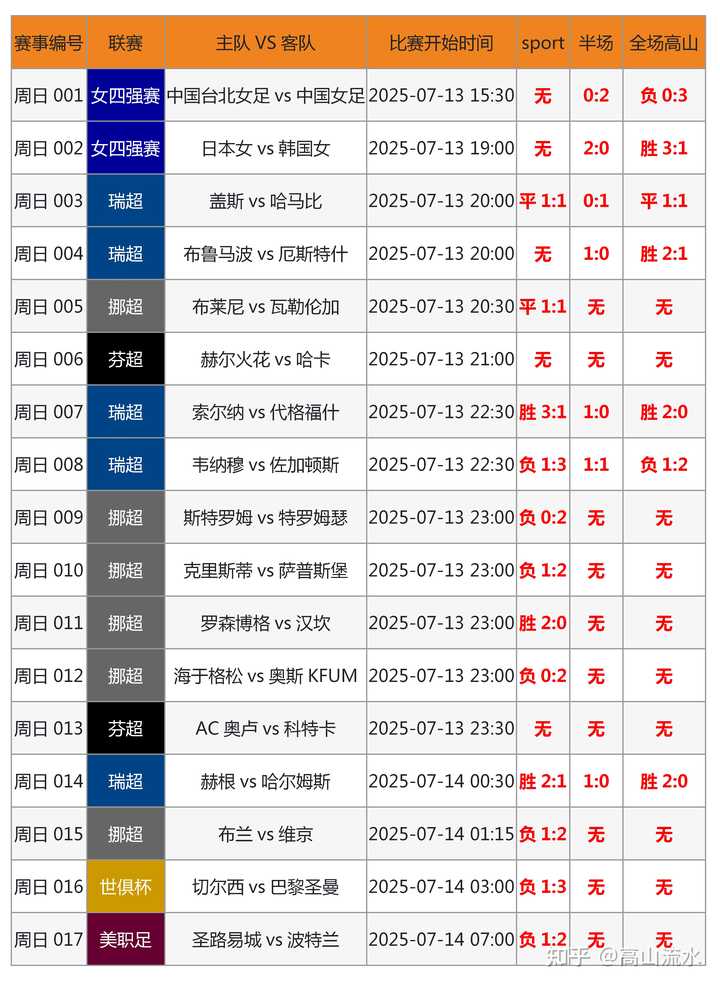 赛事编号 联赛 主队 VS 客队 比赛开始时间 sport 半场 全场高山
周日 001 女四强赛 中国台北女足 vs 中国女足 2025-07-13 15:30 无 0:2 负 0:3
周日 002 女四强赛 日本女 vs 韩国女 2025-07-13 19:00 无 2:0 胜 3:1
周日 003 瑞超 盖斯 vs 哈马比 2025-07-13 20:00 平 1:1 0:1 平 1:1
周日 004 瑞超 布鲁马波 vs 厄斯特什 2025-07-13 20:00 无 1:0 胜 2:1
周日 005 挪超 布莱尼 vs 瓦勒伦加 2025-07-13 20:30 平 1:1 无 无
周日 006 芬超 赫尔火花 vs 哈卡 2025-07-13 21:00 无 无 无
周日 007 瑞超 索尔纳 vs 代格福什 2025-07-13 22:30 胜 3:1 1:0 胜 2:0
周日 008 瑞超 韦纳穆 vs 佐加顿斯 2025-07-13 22:30 负 1:3 1:1 负 1:2
周日 009 挪超 斯特罗姆 vs 特罗姆瑟 2025-07-13 23:00 负 0:2 无 无
周日 010 挪超 克里斯蒂 vs 萨普斯堡 2025-07-13 23:00 负 1:2 无 无
周日 011 挪超 罗森博格 vs 汉坎 2025-07-13 23:00 胜 2:0 无 无
周日 012 挪超 海于格松 vs 奥斯 KFUM 2025-07-13 23:00 负 0:2 无 无
周日 013 芬超 AC 奥卢 vs 科特卡 2025-07-13 23:30 无 无 无
周日 014 瑞超 赫根 vs 哈尔姆斯 2025-07-14 00:30 胜 2:1 1:0 胜 2:0
周日 015 挪超 布兰 vs 维京 2025-07-14 01:15 负 1:2 无 无
周日 016 世俱杯 切尔西 vs 巴黎圣曼 2025-07-14 03:00 负 1:3 无 无
周日 017 美职足 圣路易城 vs 波特兰 2025-07-14 07:00 负 1:2 无 无
知乎 @高山流水